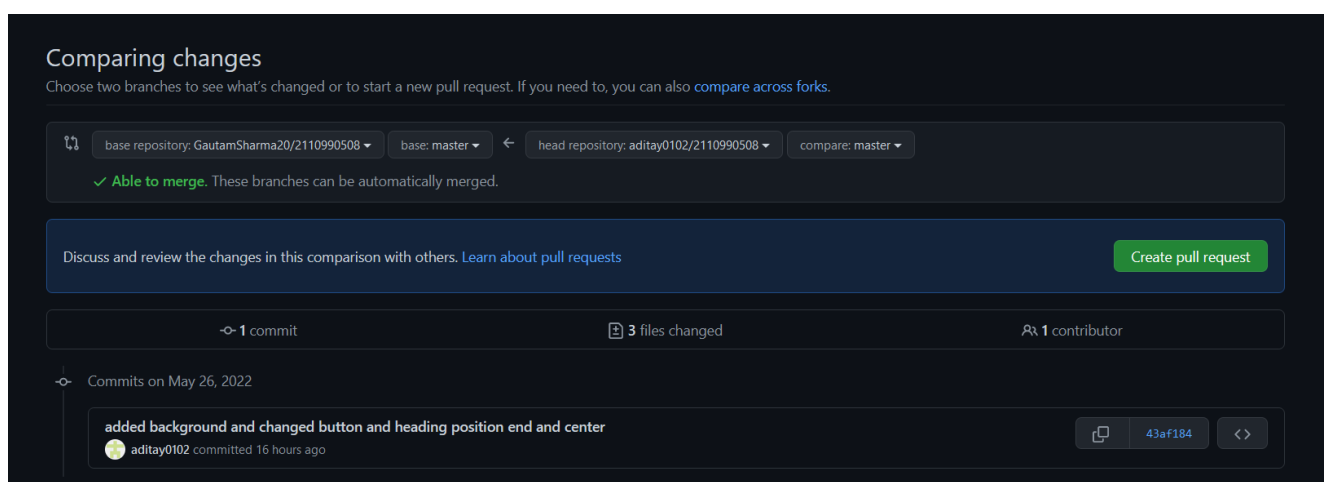 Comparing changes
Choose two branches to see what's changed or to start a new pull request. If you need to, you can also compare across forks.
base repository: GautamSharma20/2110990508 base: master head repository: aditay0102/2110990508 compare: master
Able to merge. These branches can be automatically merged.
Discuss and review the changes in this comparison with others. Learn about pull requests Create pull request
1 commit 3 files changed 1 contributor
Commits on May 26, 2022
added background and changed button and heading position end and center
43af184
aditay0102 committed 16 hours ago